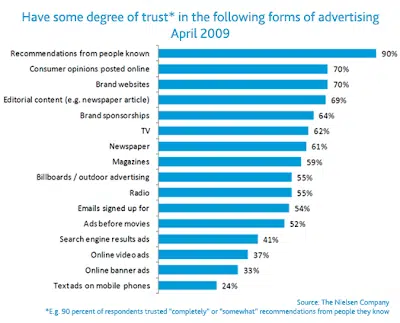 Have some degree of trust* in the following forms of advertising
April 2009
Recommendations from people known 90%
Consumer opinions posted online 70%
Brand websites 70%
Editorial content (e.g. newspaper article) 69%
Brand sponsorships 64%
TV 62%
Newspaper 61%
Magazines 59%
Billboards / outdoor advertising 55%
Radio 55%
Emails signed up for 54%
Ads before movies 52%
Search engine results ads 41%
Online video ads 37%
Online banner ads 33%
Text ads on mobile phones 24%
Source: The Nielsen Company
*E.g. 90 percent of respondents trusted "completely" or "somewhat" recommendations from people they know